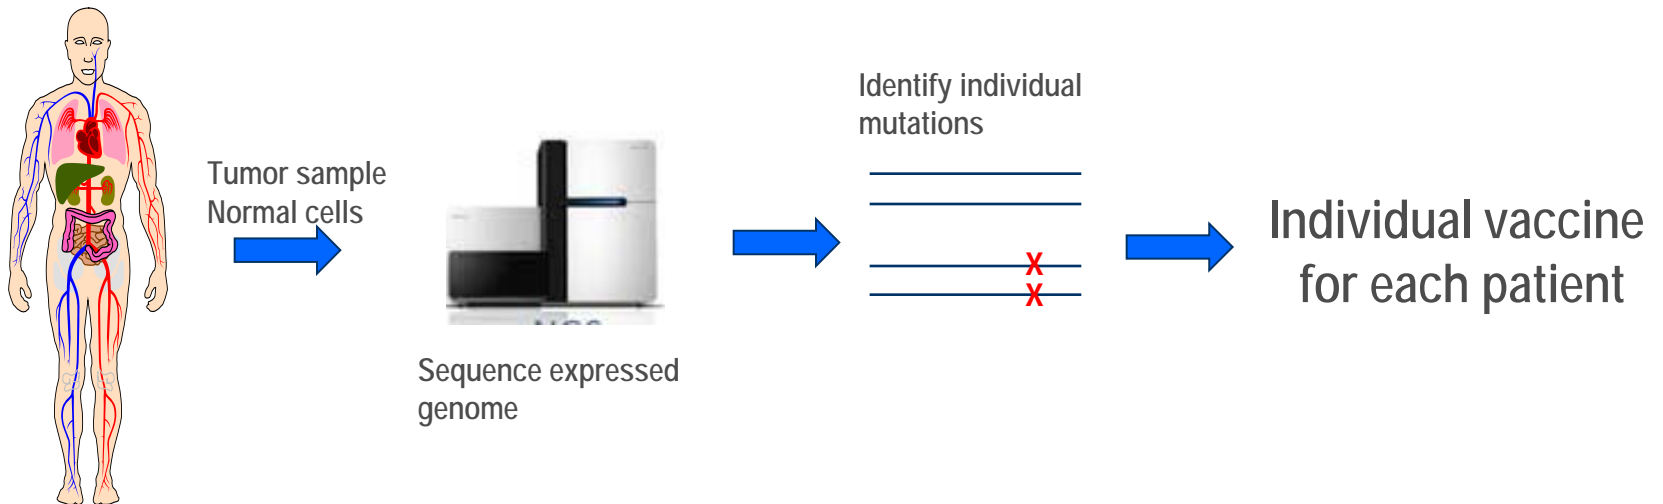 Tumor sample
Normal cells
Sequence expressed
genome
Identify individual
mutations
X
X
Individual vaccine
for each patient